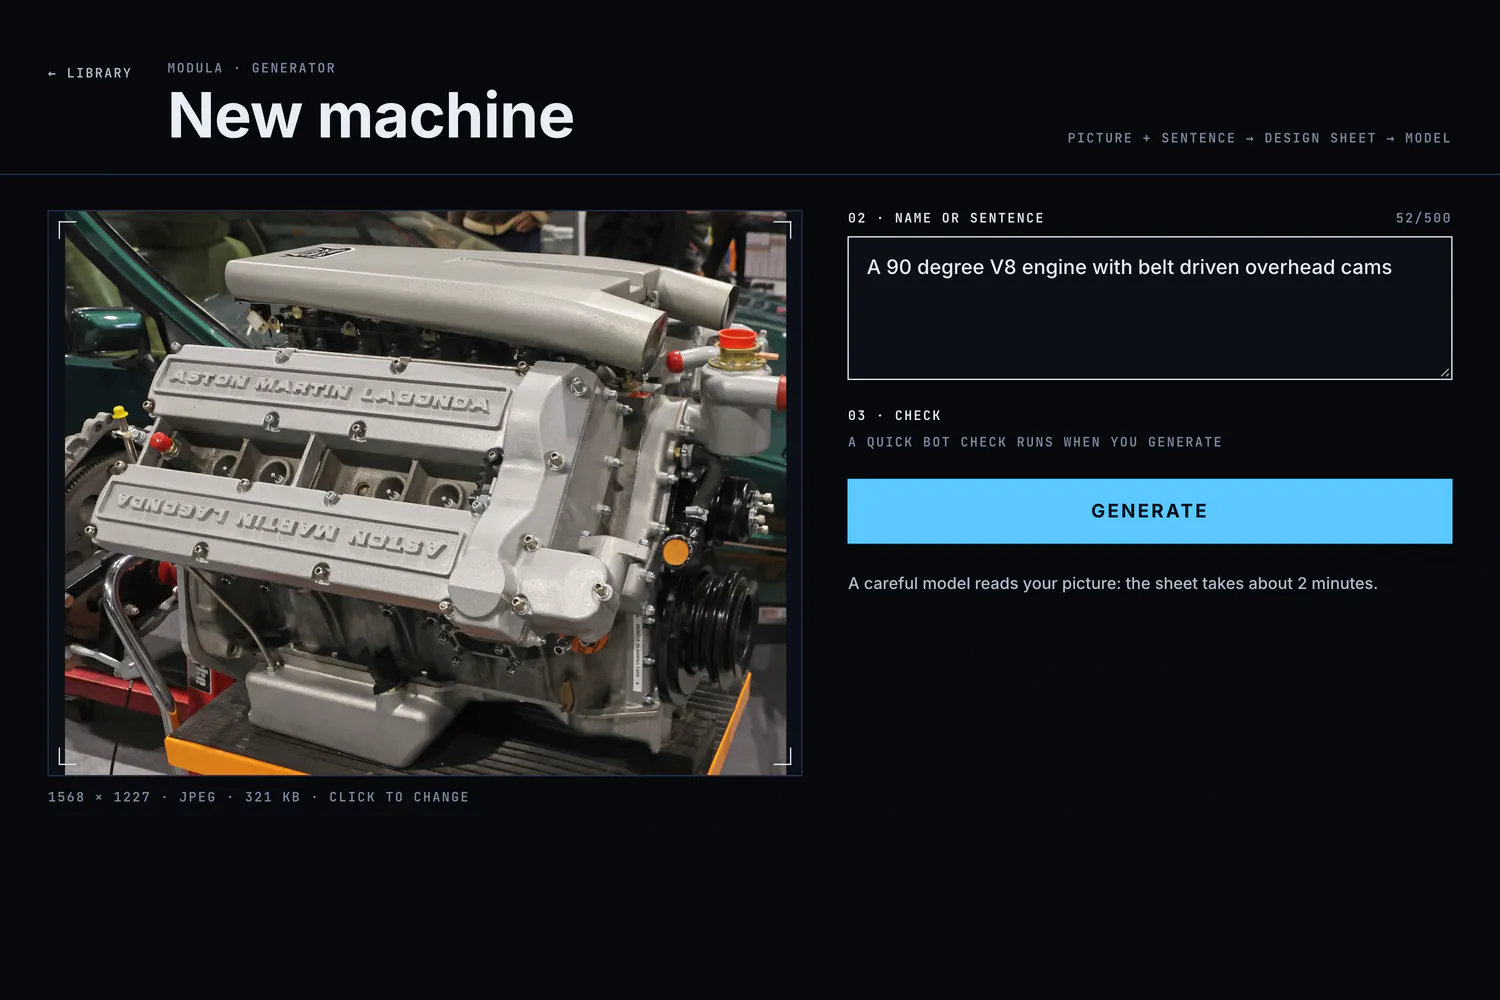 ← LIBRARY
MODULA · GENERATOR
New machine
PICTURE + SENTENCE → DESIGN SHEET → MODEL
ASTON MARTIN LAGONDA
ASTON MARTIN LAGONDA
1568 × 1227 · JPEG · 321 KB · CLICK TO CHANGE
02 · NAME OR SENTENCE
52/500
A 90 degree V8 engine with belt driven overhead cams
03 · CHECK
A QUICK BOT CHECK RUNS WHEN YOU GENERATE
GENERATE
A careful model reads your picture: the sheet takes about 2 minutes.